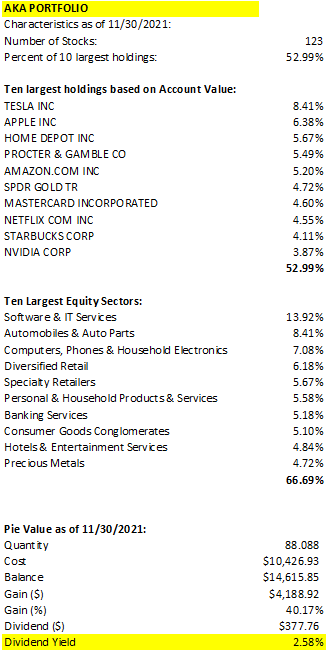 AKA PORTFOLIO
Characteristics as of 11/30/2021:
Number of Stocks: 123
Percent of 10 largest holdings: 52.99%
Ten largest holdings based on Account Value:
TESLA INC 8.41%
APPLE INC 6.38%
HOME DEPOT INC 5.67%
PROCTER & GAMBLE CO 5.49%
AMAZON.COM INC 5.20%
SPDR GOLD TR 4.72%
MASTERCARD INCORPORATED 4.60%
NETFLIX COM INC 4.55%
STARBUCKS CORP 4.11%
NVIDIA CORP 3.87%
52.99%
Ten Largest Equity Sectors:
Software & IT Services 13.92%
Automobiles & Auto Parts 8.41%
Computers, Phones & Household Electronics 7.08%
Diversified Retail 6.18%
Specialty Retailers 5.67%
Personal & Household Products & Services 5.58%
Banking Services 5.18%
Consumer Goods Conglomerates 5.10%
Hotels & Entertainment Services 4.84%
Precious Metals 4.72%
66.69%
Pie Value as of 11/30/2021:
Quantity 88.088
Cost $10,426.93
Balance $14,615.85
Gain ($) $4,188.92
Gain (%) 40.17%
Dividend ($) $377.76
Dividend Yield 2.58%